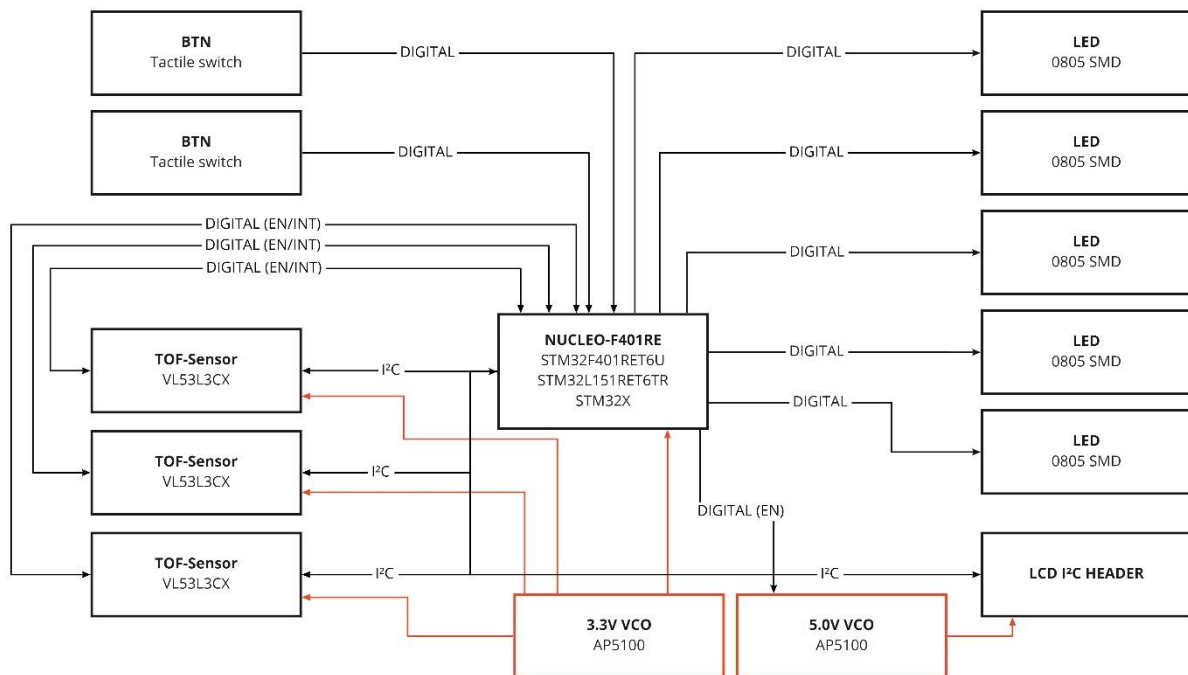 BTN
Tactile switch
DIGITAL
DIGITAL
LED
0805 SMD
BTN
Tactile switch
DIGITAL
DIGITAL
LED
0805 SMD
DIGITAL (EN/INT)
DIGITAL (EN/INT)
DIGITAL (EN/INT)
DIGITAL
LED
0805 SMD
TOF-Sensor
VL53L3CX
I²C
NUCLEO-F401RE
STM32F401RET6U
STM32L151RET6TR
STM32X
DIGITAL
LED
0805 SMD
DIGITAL
TOF-Sensor
VL53L3CX
I²C
LED
0805 SMD
DIGITAL (EN)
TOF-Sensor
VL53L3CX
I²C
I²C
LCD I²C HEADER
3.3V VCO
AP5100
5.0V VCO
AP5100